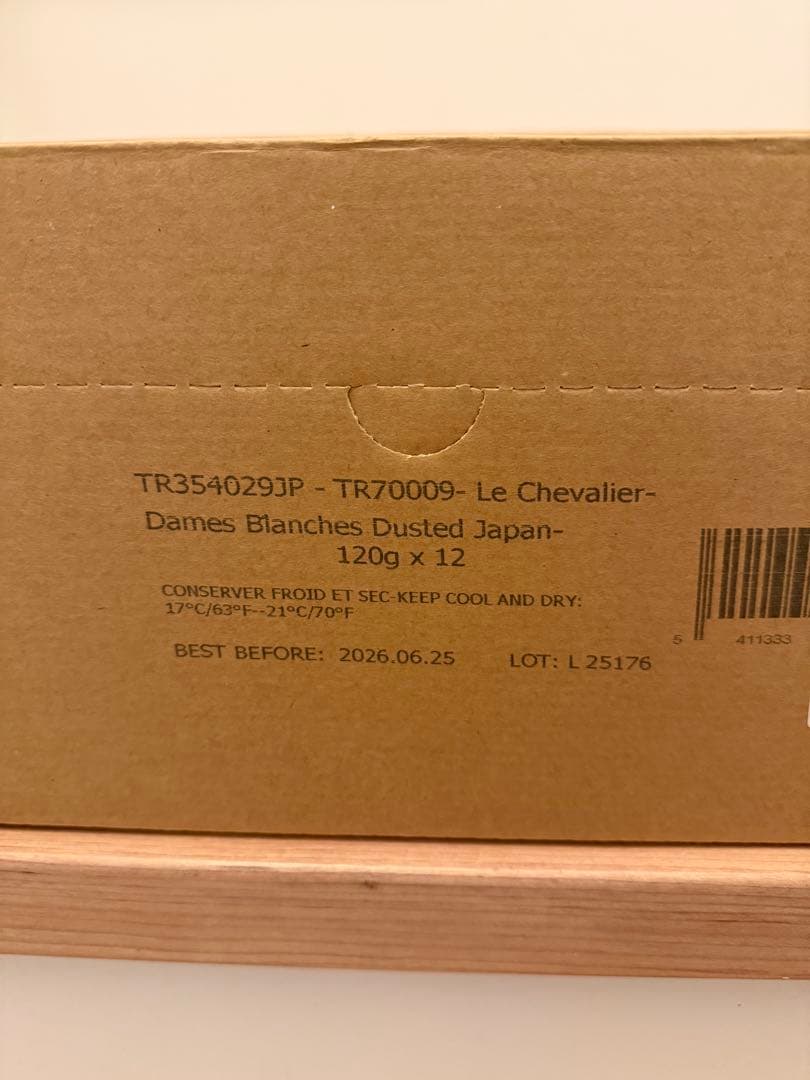 TR354029JP - TR70009- Le Chevalier-
Dames Blanches Dusted Japan-
120g x 12
CONSERVER FROID ET SEC-KEEP COOL AND DRY:
17°C/63°F--21°C/70°F
BEST BEFORE: 2026.06.25 LOT: L 25176
5 411333